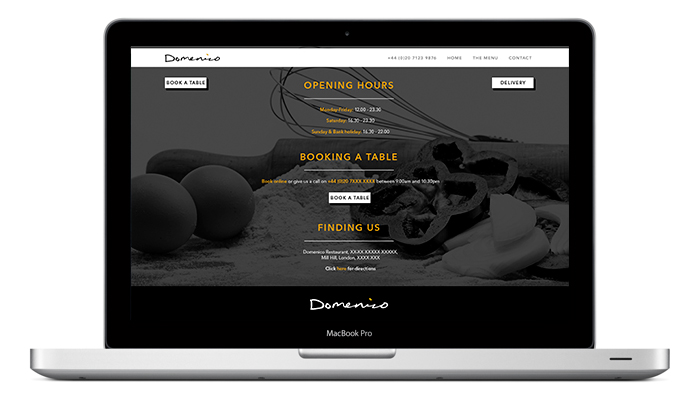 Domenico
+44 (0)20 7123 9876 HOME THE MENU CONTACT
BOOK A TABLE
DELIVERY
OPENING HOURS
Monday-Friday: 12.00 - 23.30
Saturday: 16.30 - 23.30
Sunday & Bank holiday: 16.30 - 22.00
BOOKING A TABLE
Book online or give us a call on +44 (0)20 7XXX XXXX between 9:00am and 10:30pm
BOOK A TABLE
FINDING US
Domenico Restaurant, XX-XX XXXXX XXXXX,
Mill Hill, London, XXXX XXX
Click here for directions
Domenico
MacBook Pro